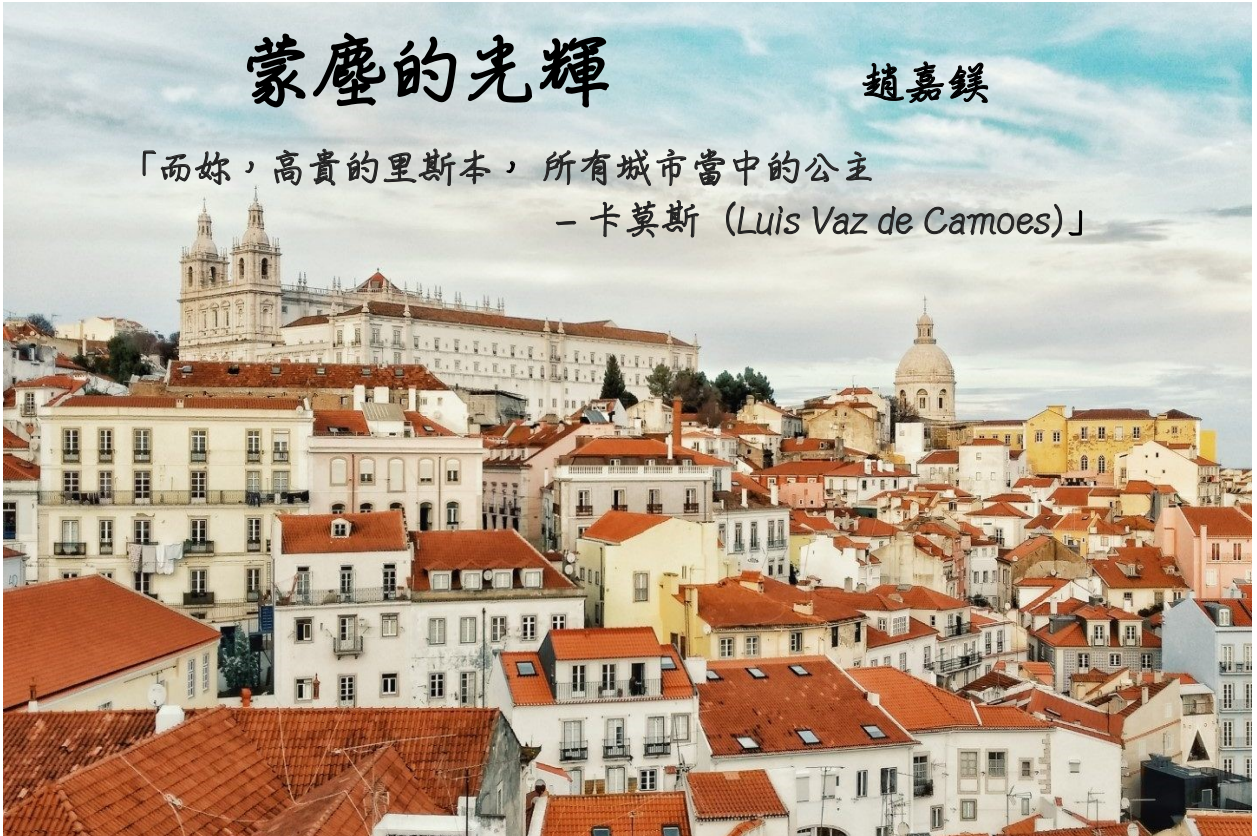 蒙塵的光輝 趙嘉鎂
「而妳，高貴的里斯本， 所有城市當中的公主
– 卡莫斯 (Luis Vaz de Camoes)」